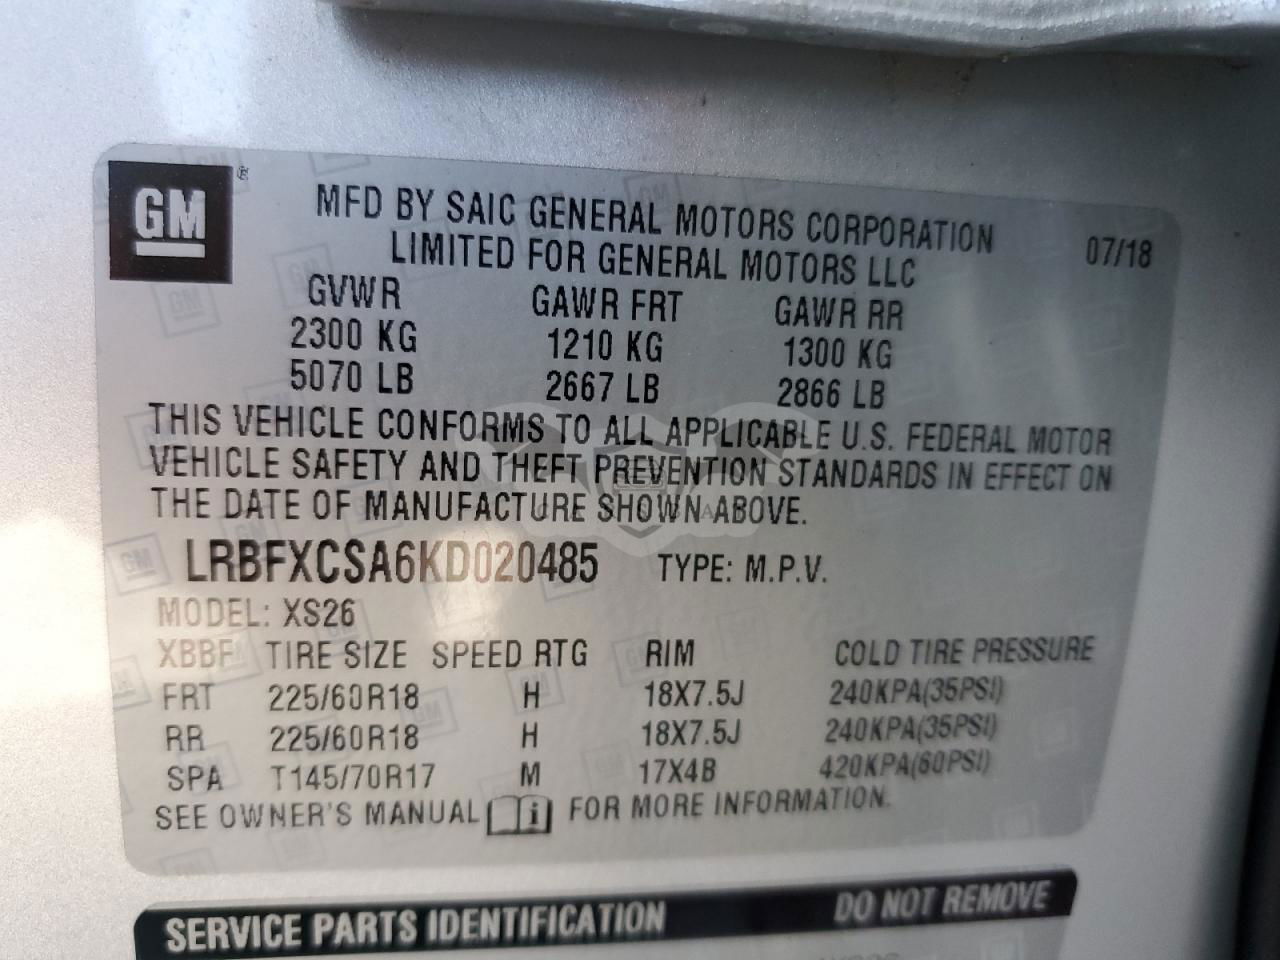 GM
MFD BY SAIC GENERAL MOTORS CORPORATION 07/18
LIMITED FOR GENERAL MOTORS LLC
GVWR GAWR FRT GAWR RR
2300 KG 1210 KG 1300 KG
5070 LB 2667 LB 2866 LB
THIS VEHICLE CONFORMS TO ALL APPLICABLE U.S. FEDERAL MOTOR
VEHICLE SAFETY AND THEFT PREVENTION STANDARDS IN EFFECT ON
THE DATE OF MANUFACTURE SHOWN ABOVE.
LRBFXCSA6KD020485 TYPE: M.P.V.
MODEL: XS26
XBBF TIRE SIZE SPEED RTG RIM COLD TIRE PRESSURE
FRT 225/60R18 H 18X7.5J 240KPA(35PSI)
RR 225/60R18 H 18X7.5J 240KPA(35PSI)
SPA T145/70R17 M 17X4B 420KPA(60PSI)
SEE OWNER'S MANUAL i FOR MORE INFORMATION.
SERVICE PARTS IDENTIFICATION DO NOT REMOVE